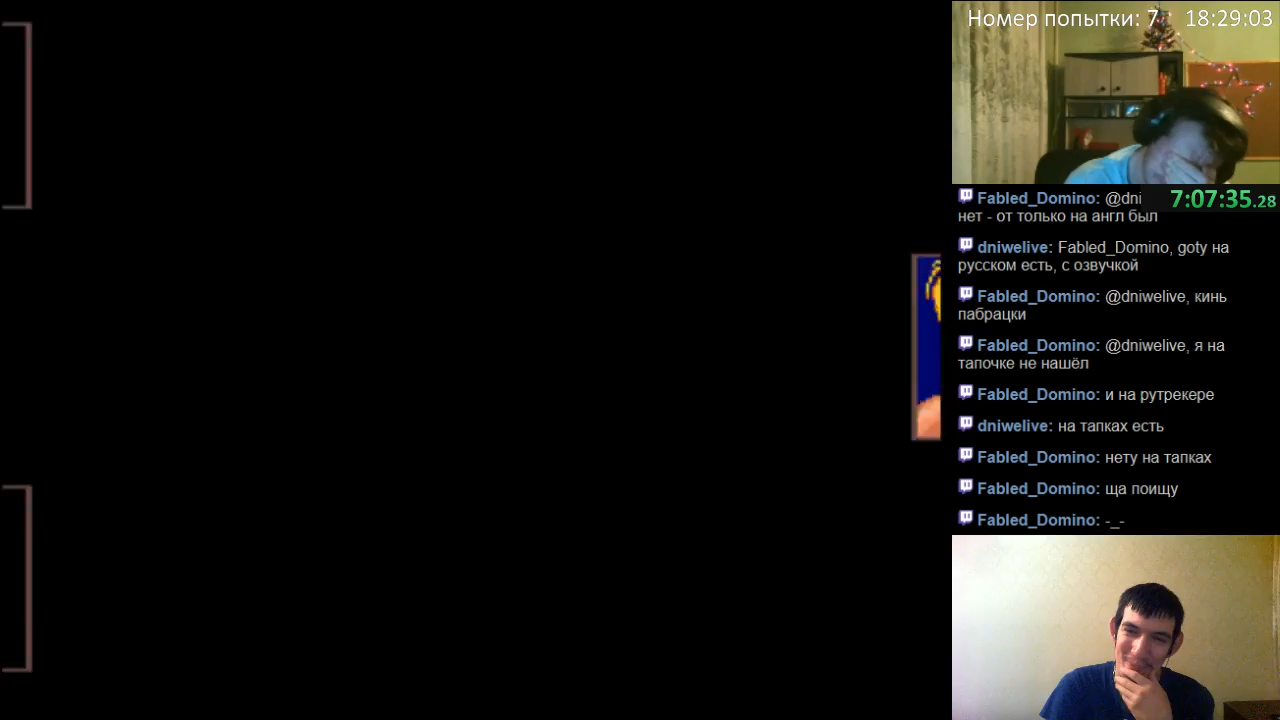 Номер попытки: 7 18:29:03
Fabled_Domino: @dni
7:07:35.28
нет - от только на англ был
dniwelive: Fabled_Domino, goty на
русском есть, с озвучкой
Fabled_Domino: @dniwelive, кинь
пабрацки
Fabled_Domino: @dniwelive, я на
тапочке не нашёл
Fabled_Domino: и на рутрекере
dniwelive: на тапках есть
Fabled_Domino: нету на тапках
Fabled_Domino: ща поищу
Fabled_Domino: -_-